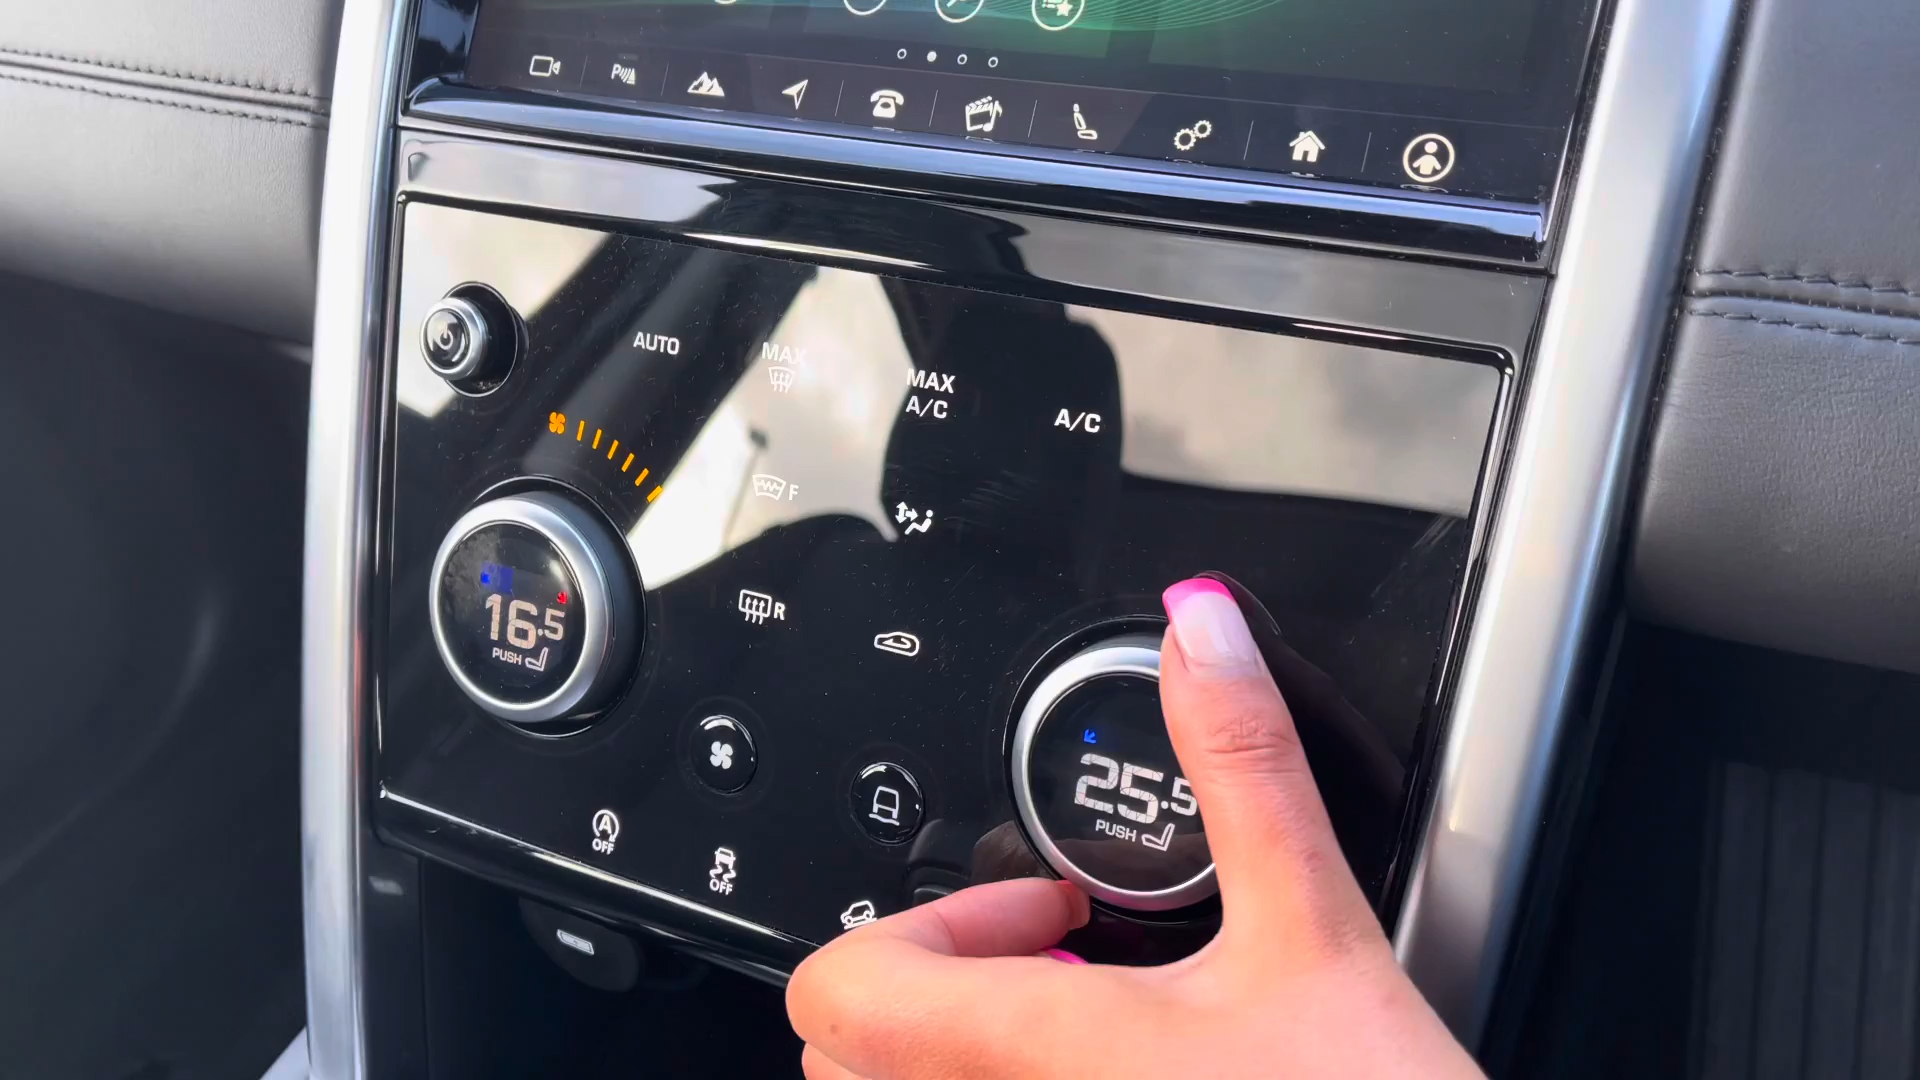 P
AUTO
MAX
MAX
A/C
A/C
F
16.5
PUSH
R
25.5
PUSH
A
OFF
OFF